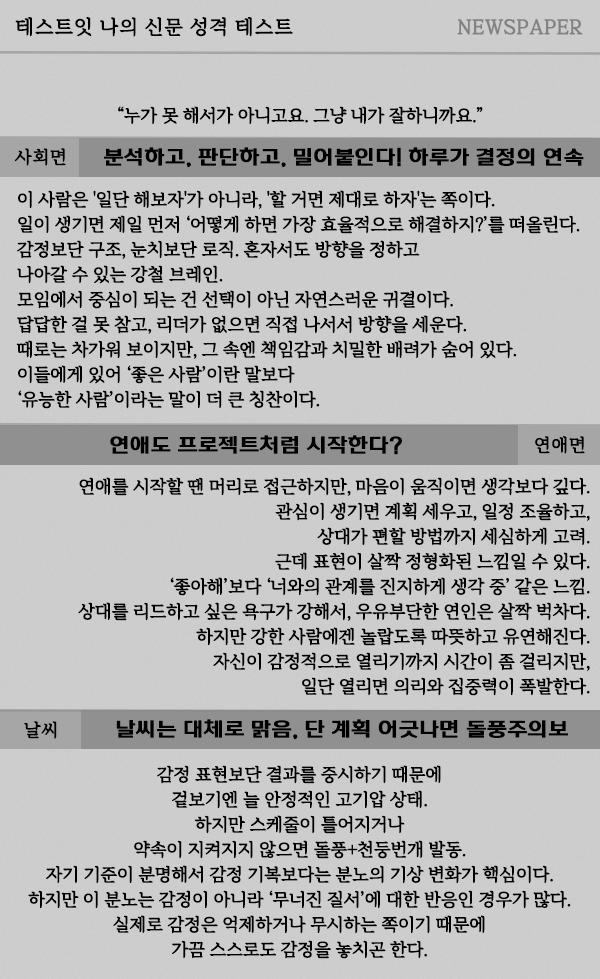 테스트잇 나의 신문 성격 테스트
NEWSPAPER
“누가 못 해서가 아니고요. 그냥 내가 잘하니까요.”
사회면
분석하고, 판단하고, 밀어붙인다! 하루가 결정의 연속
이 사람은 '일단 해보자'가 아니라, '할 거면 제대로 하자'는 쪽이다.
일이 생기면 제일 먼저 ‘어떻게 하면 가장 효율적으로 해결하지?’를 떠올린다.
감정보단 구조, 눈치보단 로직. 혼자서도 방향을 정하고
나아갈 수 있는 강철 브레인.
모임에서 중심이 되는 건 선택이 아닌 자연스러운 귀결이다.
답답한 걸 못 참고, 리더가 없으면 직접 나서서 방향을 세운다.
때로는 차가워 보이지만, 그 속엔 책임감과 치밀한 배려가 숨어 있다.
이들에게 있어 ‘좋은 사람’이란 말보다
‘유능한 사람’이라는 말이 더 큰 칭찬이다.
연애도 프로젝트처럼 시작한다?
연애면
연애를 시작할 땐 머리로 접근하지만, 마음이 움직이면 생각보다 깊다.
관심이 생기면 계획 세우고, 일정 조율하고,
상대가 편할 방법까지 세심하게 고려.
근데 표현이 살짝 정형화된 느낌일 수 있다.
‘좋아해’보다 ‘너와의 관계를 진지하게 생각 중’ 같은 느낌.
상대를 리드하고 싶은 욕구가 강해서, 우유부단한 연인은 살짝 벅차다.
하지만 강한 사람에겐 놀랍도록 따뜻하고 유연해진다.
자신이 감정적으로 열리기까지 시간이 좀 걸리지만,
일단 열리면 의리와 집중력이 폭발한다.
날씨
날씨는 대체로 맑음, 단 계획 어긋나면 돌풍주의보
감정 표현보단 결과를 중시하기 때문에
겉보기엔 늘 안정적인 고기압 상태.
하지만 스케줄이 틀어지거나
약속이 지켜지지 않으면 돌풍+천둥번개 발동.
자기 기준이 분명해서 감정 기복보다는 분노의 기상 변화가 핵심이다.
하지만 이 분노는 감정이 아니라 ‘무너진 질서’에 대한 반응인 경우가 많다.
실제로 감정은 억제하거나 무시하는 쪽이기 때문에
가끔 스스로도 감정을 놓치곤 한다.